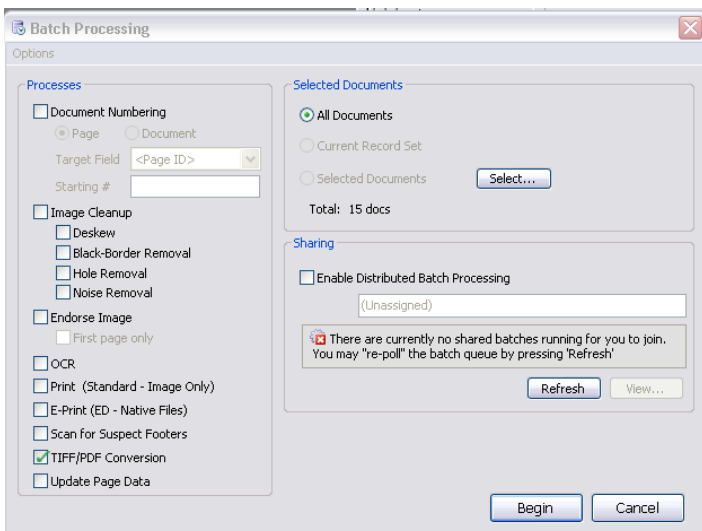 Batch Processing
Options
Processes
Document Numbering
Page Document
Target Field <Page ID>
Starting #
Image Cleanup
Deskew
Black-Border Removal
Hole Removal
Noise Removal
Endorse Image
First page only
OCR
Print (Standard - Image Only)
E-Print (ED - Native Files)
Scan for Suspect Footers
TIFF/PDF Conversion
Update Page Data
Selected Documents
All Documents
Current Record Set
Selected Documents Select...
Total: 15 docs
Sharing
Enable Distributed Batch Processing
(Unassigned)
There are currently no shared batches running for you to join.
You may "re-poll" the batch queue by pressing 'Refresh'
Refresh View...
Begin Cancel